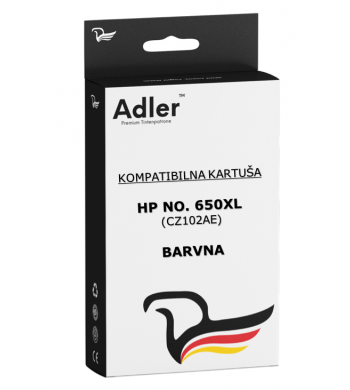 Adler™
Premium Tintenpatrone
KOMPATIBILNA KARTUŠA
HP NO. 650XL
(CZ102AE)
BARVNA